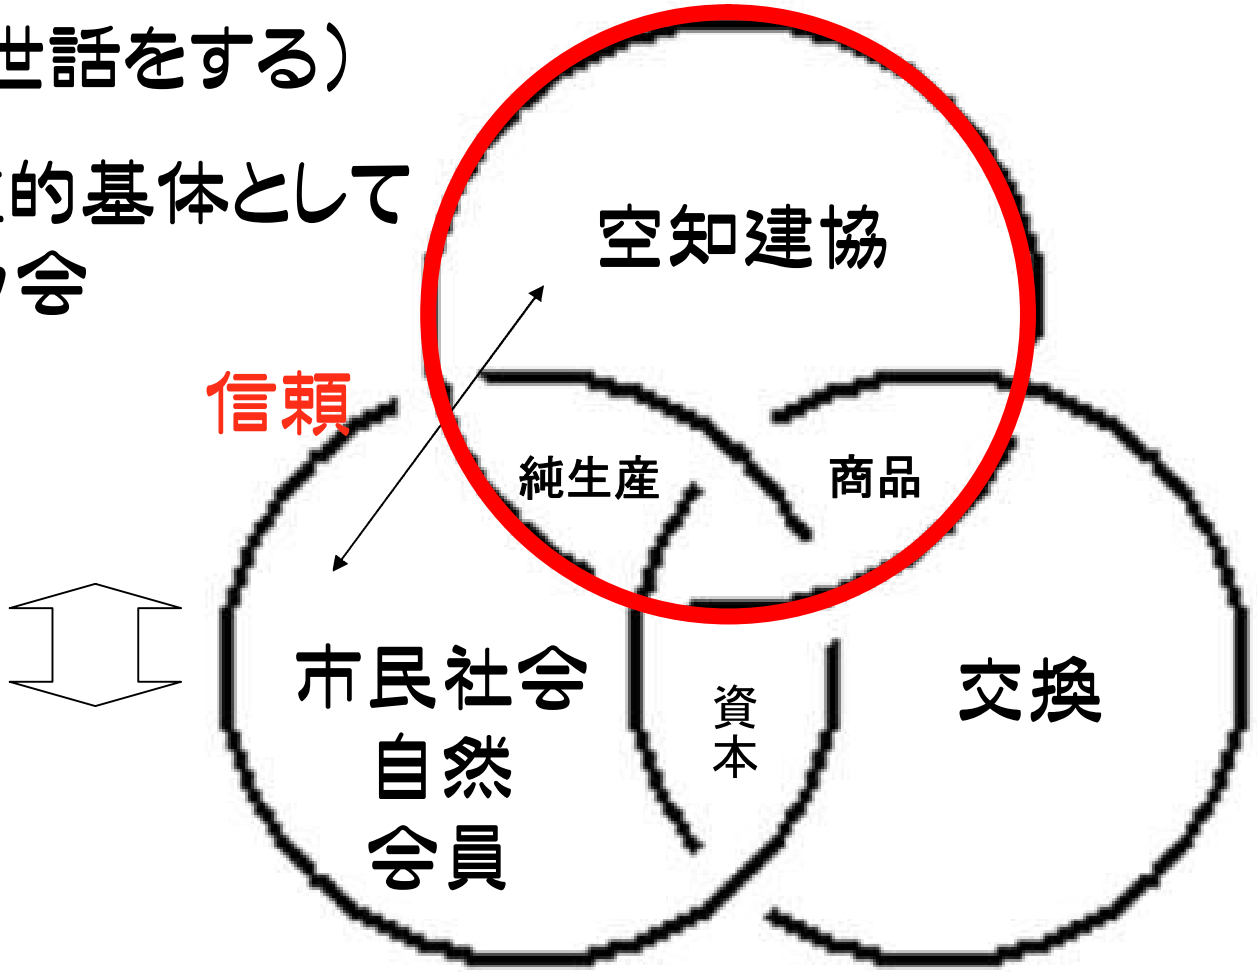 世話をする）
的基体として
会
空知建協
信頼
純生産
商品
市民社会
自然
会員
資本
交換